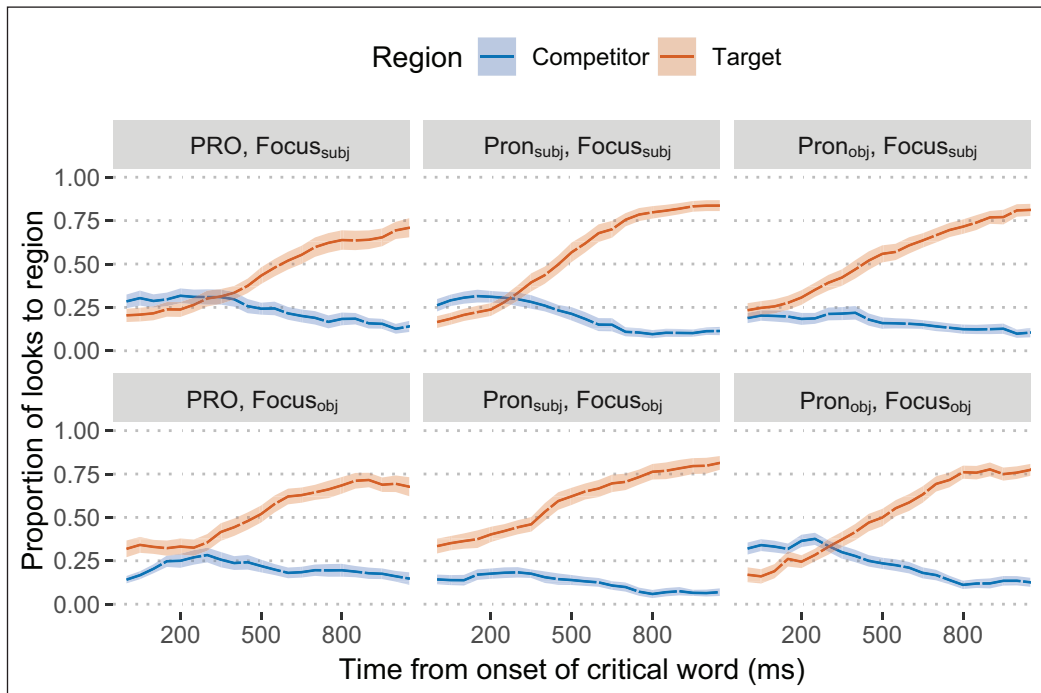 Region Competitor Target
PRO, Focussubj Pronsubj, Focussubj Pronobj, Focussubj
1.00
0.75
0.50
0.25
0.00
PRO, Focusobj Pronsubj, Focusobj Pronobj, Focusobj
1.00
0.75
0.50
0.25
0.00
200 500 800 200 500 800 200 500 800
Time from onset of critical word (ms)
Proportion of looks to region